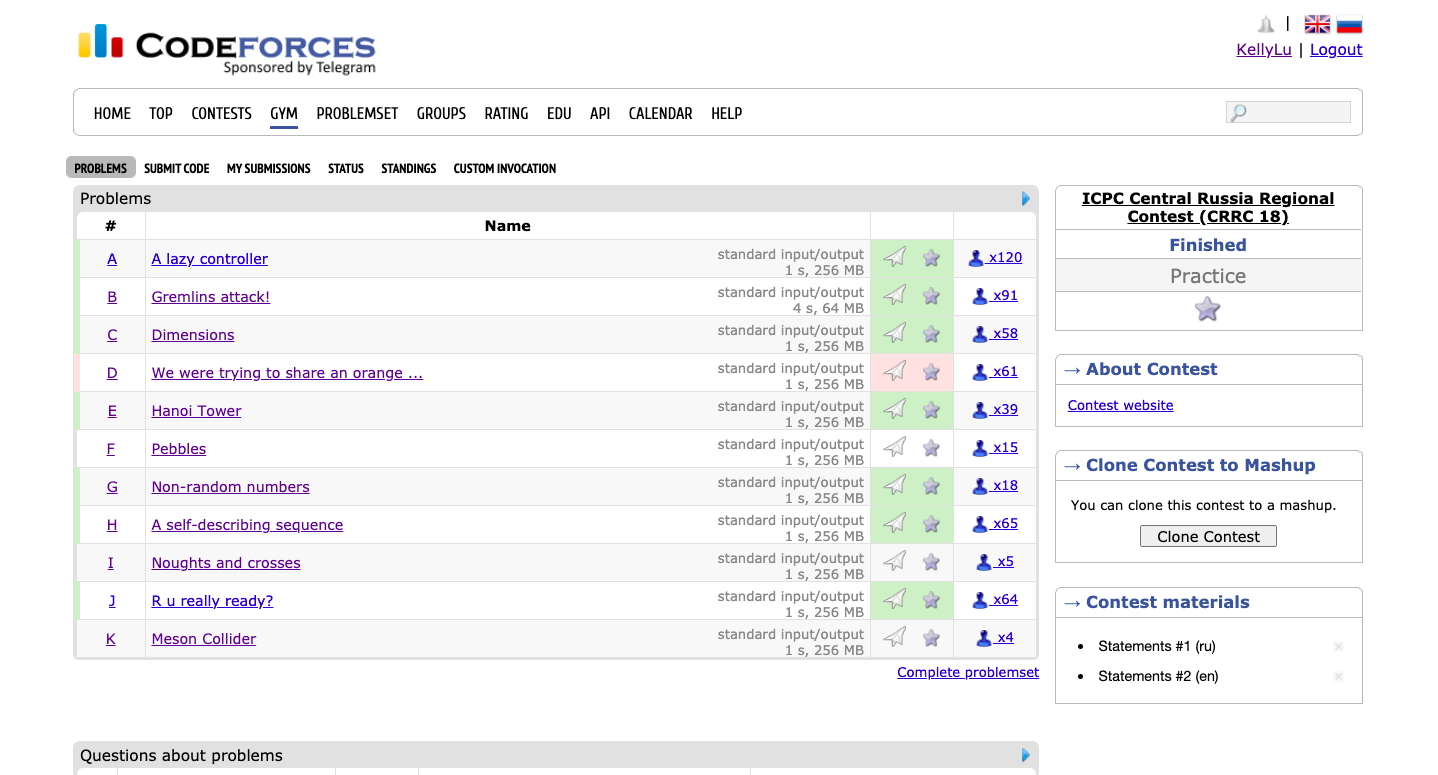 CODEFORCES
Sponsored by Telegram
|
KellyLu | Logout
HOME TOP CONTESTS GYM PROBLEMSET GROUPS RATING EDU API CALENDAR HELP
PROBLEMS SUBMIT CODE MY SUBMISSIONS STATUS STANDINGS CUSTOM INVOCATION
Problems
# Name
A A lazy controller standard input/output x120
1 s, 256 MB
B Gremlins attack! standard input/output x91
4 s, 64 MB
C Dimensions standard input/output x58
1 s, 256 MB
D We were trying to share an orange ... standard input/output x61
1 s, 256 MB
E Hanoi Tower standard input/output x39
1 s, 256 MB
F Pebbles standard input/output x15
1 s, 256 MB
G Non-random numbers standard input/output x18
1 s, 256 MB
H A self-describing sequence standard input/output x65
1 s, 256 MB
I Noughts and crosses standard input/output x5
1 s, 256 MB
J R u really ready? standard input/output x64
1 s, 256 MB
K Meson Collider standard input/output x4
1 s, 256 MB
Complete problemset
Questions about problems
ICPC Central Russia Regional
Contest (CRRC 18)
Finished
Practice
→ About Contest
Contest website
→ Clone Contest to Mashup
You can clone this contest to a mashup.
Clone Contest
→ Contest materials
• Statements #1 (ru) ×
• Statements #2 (en) ×